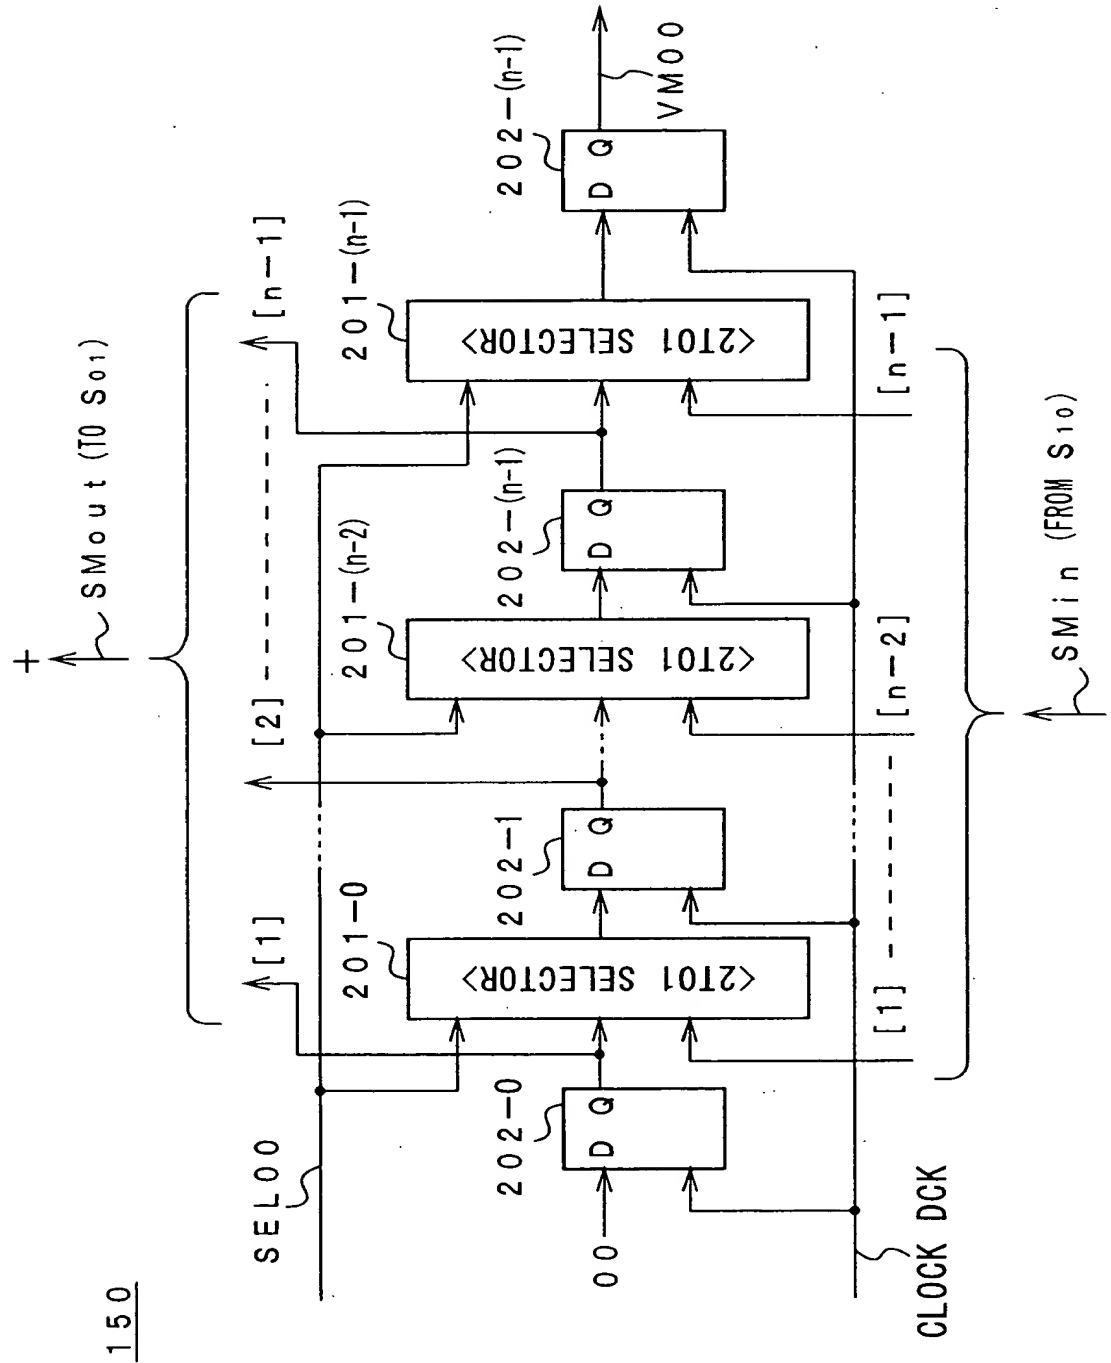 150
SMout (TO S01)
[1]
[2]
[n-1]
SEL00
201-0
201-(n-2)
201-(n-1)
<2TO1 SELECTOR>
<2TO1 SELECTOR>
<2TO1 SELECTOR>
202-0
202-1
202-(n-1)
202-(n-1)
D Q
D Q
D Q
D Q
00
VM00
CLOCK DCK
[1]
[n-2]
[n-1]
SMin (FROM S10)